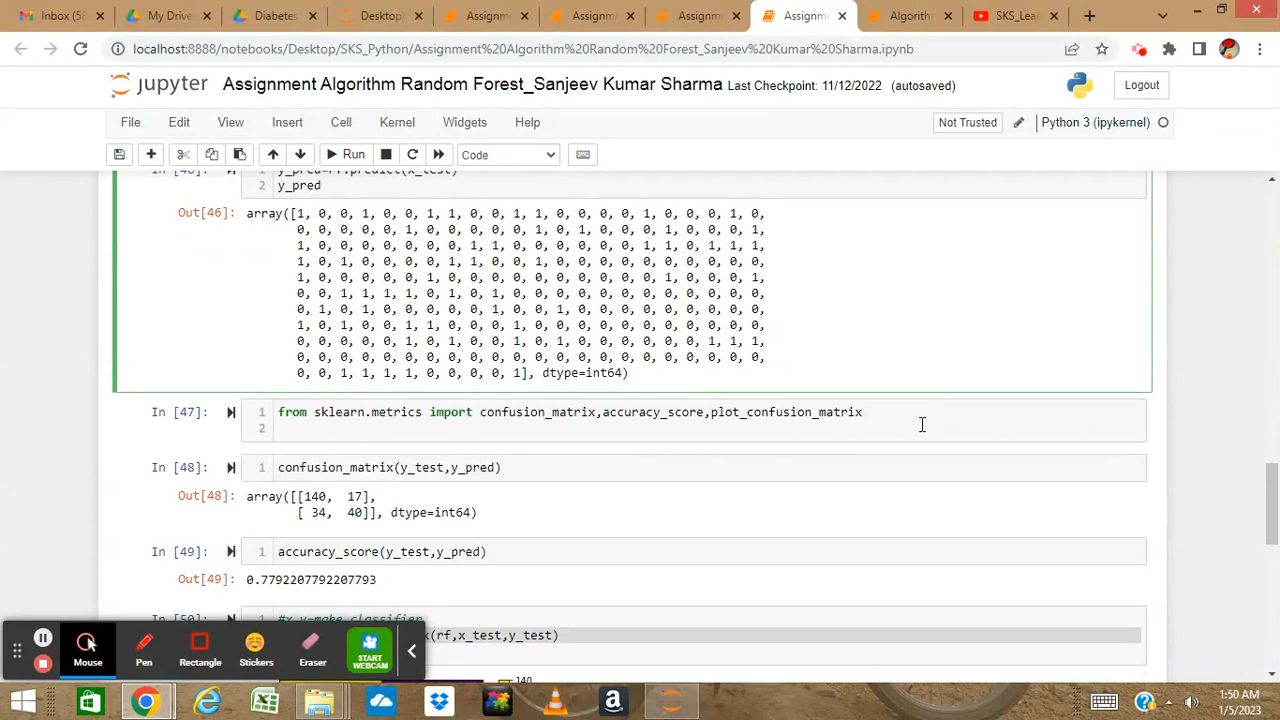 Inbox (58
My Drive
Diabetes
Desktop
Assignm
Assignm
Assignm
Assignm
Algorith
SKS_Lea
localhost:8888/notebooks/Desktop/SKS_Python/Assignment%20Algorithm%20Random%20Forest_Sanjeev%20Kumar%20Sharma.ipynb
jupyter Assignment Algorithm Random Forest_Sanjeev Kumar Sharma Last Checkpoint: 11/12/2022 (autosaved)
Logout
File Edit View Insert Cell Kernel Widgets Help
Not Trusted
Python 3 (ipykernel)
Run
Code
In [46]: y_pred=rf.predict(x_test)
2 y_pred
Out[46]: array([1, 0, 0, 1, 0, 0, 1, 1, 0, 0, 1, 1, 0, 0, 0, 0, 1, 0, 0, 0, 1, 0,
0, 0, 0, 0, 0, 1, 0, 0, 0, 0, 0, 1, 0, 1, 0, 0, 0, 1, 0, 0, 0, 1,
1, 0, 0, 0, 0, 0, 0, 0, 1, 1, 0, 0, 0, 0, 0, 0, 1, 1, 0, 1, 1, 1,
1, 0, 1, 0, 0, 0, 0, 1, 1, 0, 0, 1, 0, 0, 0, 0, 0, 0, 0, 0, 0, 0,
1, 0, 0, 0, 0, 0, 1, 0, 0, 0, 0, 0, 0, 0, 0, 0, 0, 1, 0, 0, 0, 1,
0, 0, 1, 1, 1, 1, 0, 1, 0, 1, 0, 0, 0, 0, 0, 0, 0, 0, 0, 0, 0, 0,
0, 1, 0, 1, 0, 0, 0, 0, 1, 0, 0, 0, 1, 0, 0, 0, 0, 0, 0, 0, 0, 0,
1, 0, 1, 0, 0, 1, 1, 0, 0, 0, 1, 0, 0, 0, 0, 0, 0, 0, 0, 0, 0, 0,
0, 0, 0, 0, 0, 1, 0, 1, 0, 0, 1, 0, 1, 0, 0, 0, 0, 0, 0, 1, 1, 1,
0, 0, 0, 0, 0, 0, 0, 0, 0, 0, 0, 0, 0, 0, 0, 0, 0, 0, 0, 0, 0, 0,
0, 0, 1, 1, 1, 1, 0, 0, 0, 0, 1], dtype=int64)
In [47]: 1 from sklearn.metrics import confusion_matrix,accuracy_score,plot_confusion_matrix
2
In [48]: 1 confusion_matrix(y_test,y_pred)
Out[48]: array([[140, 17],
[ 34, 40]], dtype=int64)
In [49]: 1 accuracy_score(y_test,y_pred)
Out[49]: 0.7792207792207793
In [50]: 1 #x,y-make classifier
x(rf,x_test,y_test)
140
Mouse
Pen
Rectangle
Stickers
Eraser
START
WEBCAM
1:50 AM
1/5/2023